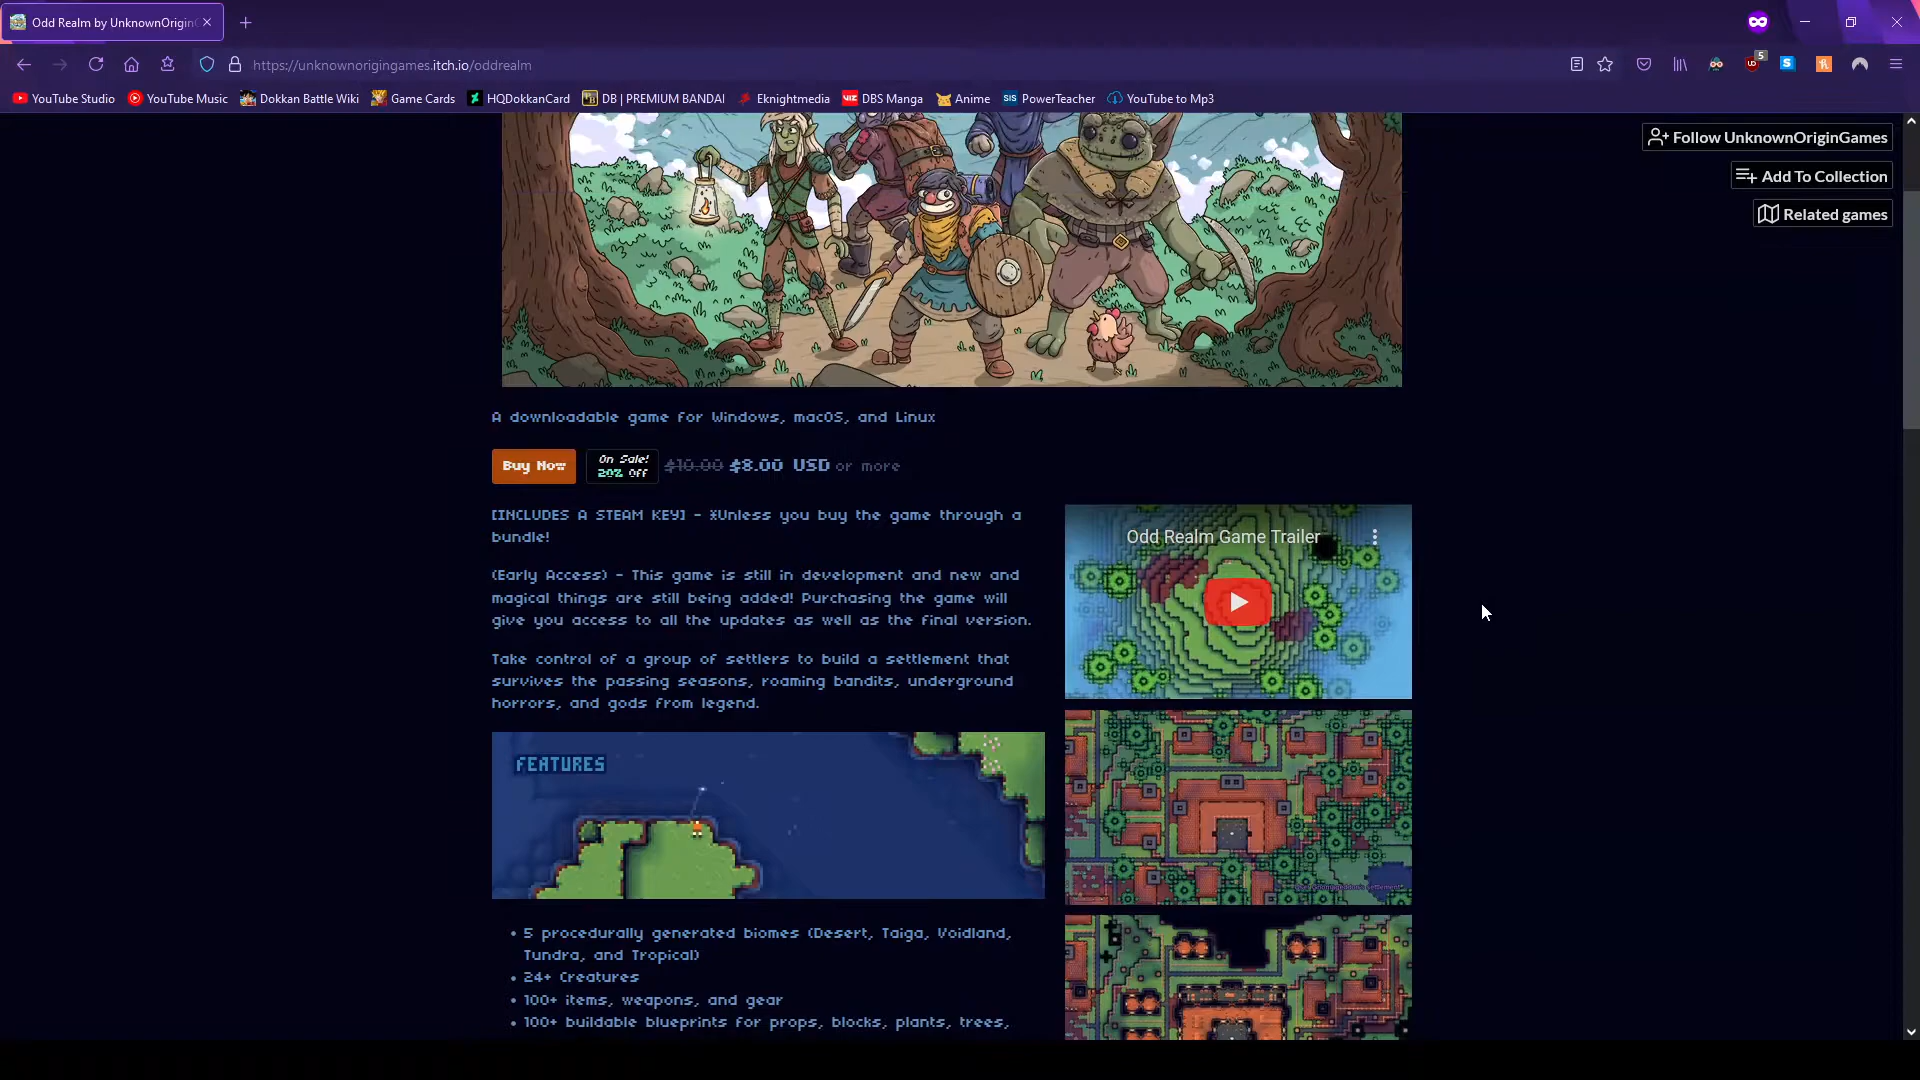 Odd Realm by UnknownOrigin
https://unknownorigingames.itch.io/oddrealm
5
YouTube Studio
YouTube Music
Dokkan Battle Wiki
Game Cards
HQDokkanCard
DB | PREMIUM BANDAI
Eknightmedia
DBS Manga
Anime
PowerTeacher
YouTube to Mp3
Follow UnknownOriginGames
Add To Collection
Related games
A downloadable game for Windows, macOS, and Linux
Buy Now
On Sale!
20% Off
$10.00 $8.00 USD or more
[INCLUDES A STEAM KEY] - *Unless you buy the game through a
bundle!
(Early Access) - This game is still in development and new and
magical things are still being added! Purchasing the game will
give you access to all the updates as well as the final version.
Take control of a group of settlers to build a settlement that
survives the passing seasons, roaming bandits, underground
horrors, and gods from legend.
Odd Realm Game Trailer
FEATURES
• 5 procedurally generated biomes (Desert, Taiga, Voidland,
Tundra, and Tropical)
• 24+ Creatures
• 100+ items, weapons, and gear
• 100+ buildable blueprints for props, blocks, plants, trees,